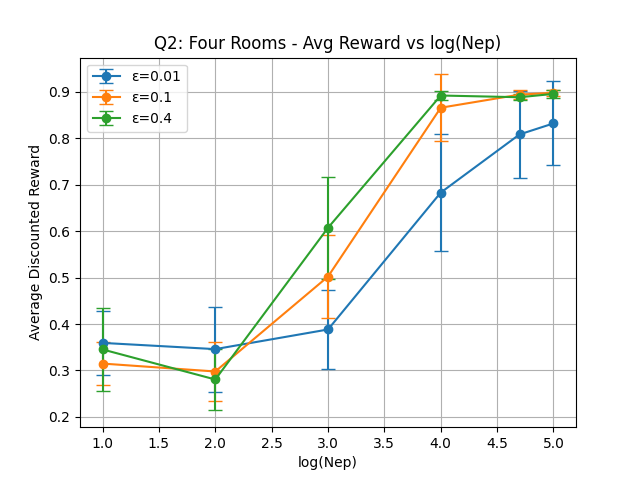 Q2: Four Rooms - Avg Reward vs log(Nep)
ε=0.01
ε=0.1
ε=0.4
Average Discounted Reward
0.9
0.8
0.7
0.6
0.5
0.4
0.3
0.2
1.0 1.5 2.0 2.5 3.0 3.5 4.0 4.5 5.0
log(Nep)